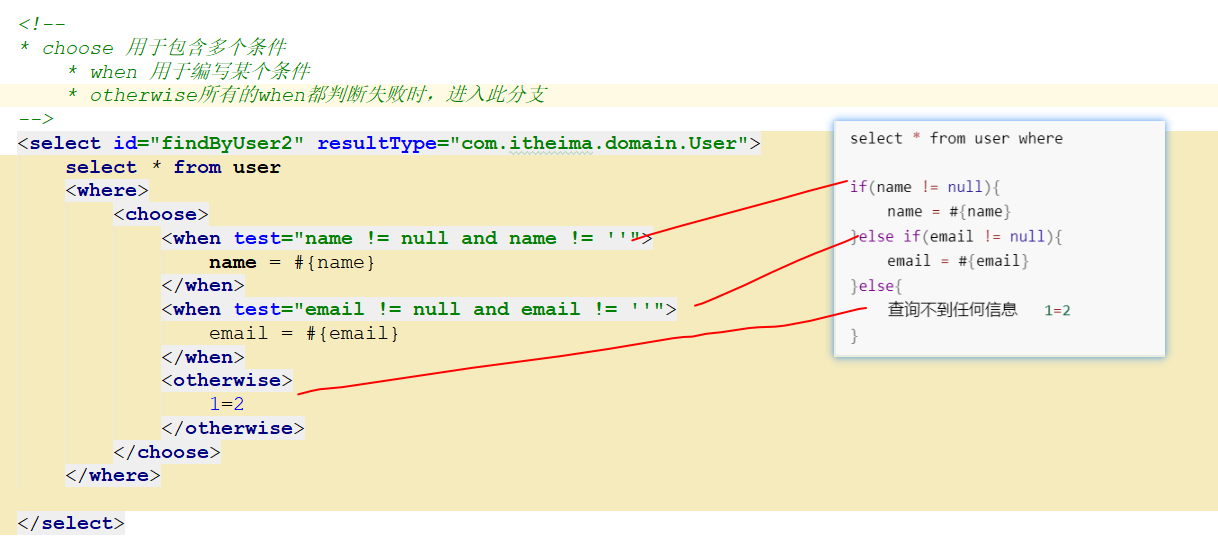 <!--
* choose 用于包含多个条件
* when 用于编写某个条件
* otherwise所有的when都判断失败时，进入此分支
-->
<select id="findByUser2" resultType="com.itheima.domain.User">
select * from user
<where>
<choose>
<when test="name != null and name != ''">
name = #{name}
</when>
<when test="email != null and email != ''">
email = #{email}
</when>
<otherwise>
1=2
</otherwise>
</choose>
</where>
</select>
select * from user where
if(name != null){
name = #{name}
}else if(email != null){
email = #{email}
}else{
查询不到任何信息 1=2
}